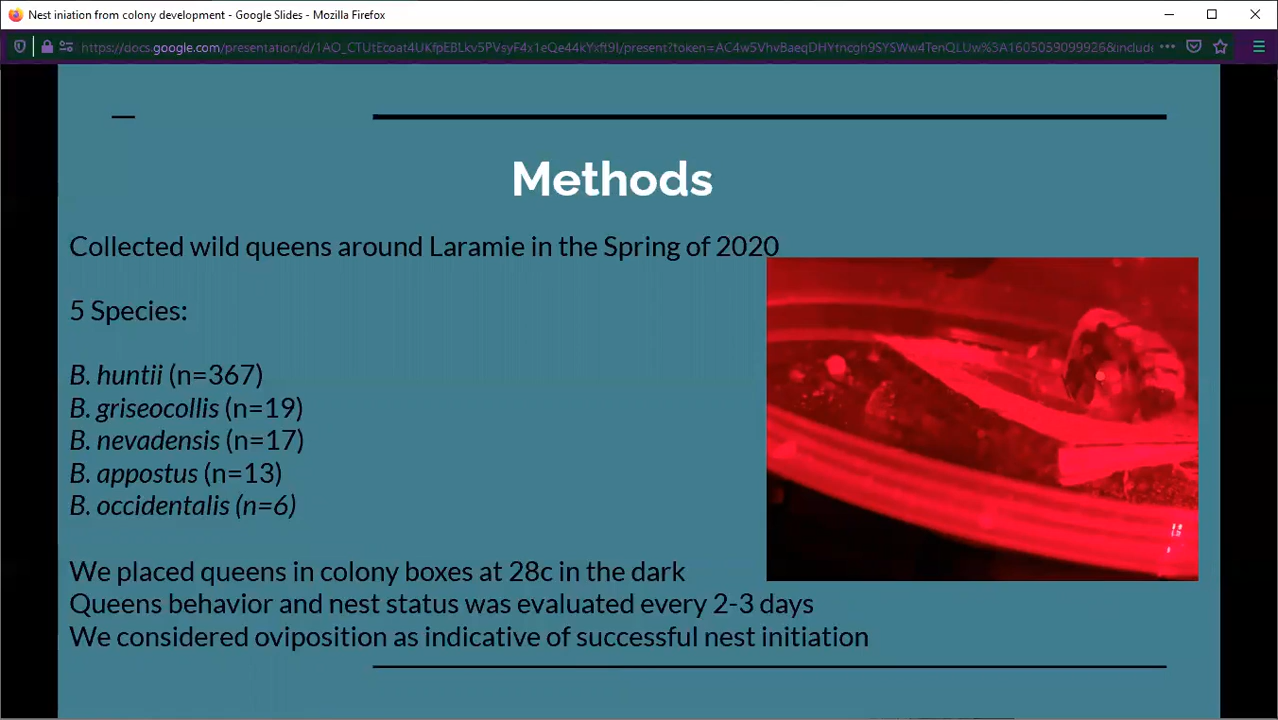 Nest iniation from colony development - Google Slides - Mozilla Firefox
Methods
Collected wild queens around Laramie in the Spring of 2020
5 Species:
B. huntii (n=367)
B. griseocollis (n=19)
B. nevadensis (n=17)
B. appostus (n=13)
B. occidentalis (n=6)
We placed queens in colony boxes at 28c in the dark
Queens behavior and nest status was evaluated every 2-3 days
We considered oviposition as indicative of successful nest initiation